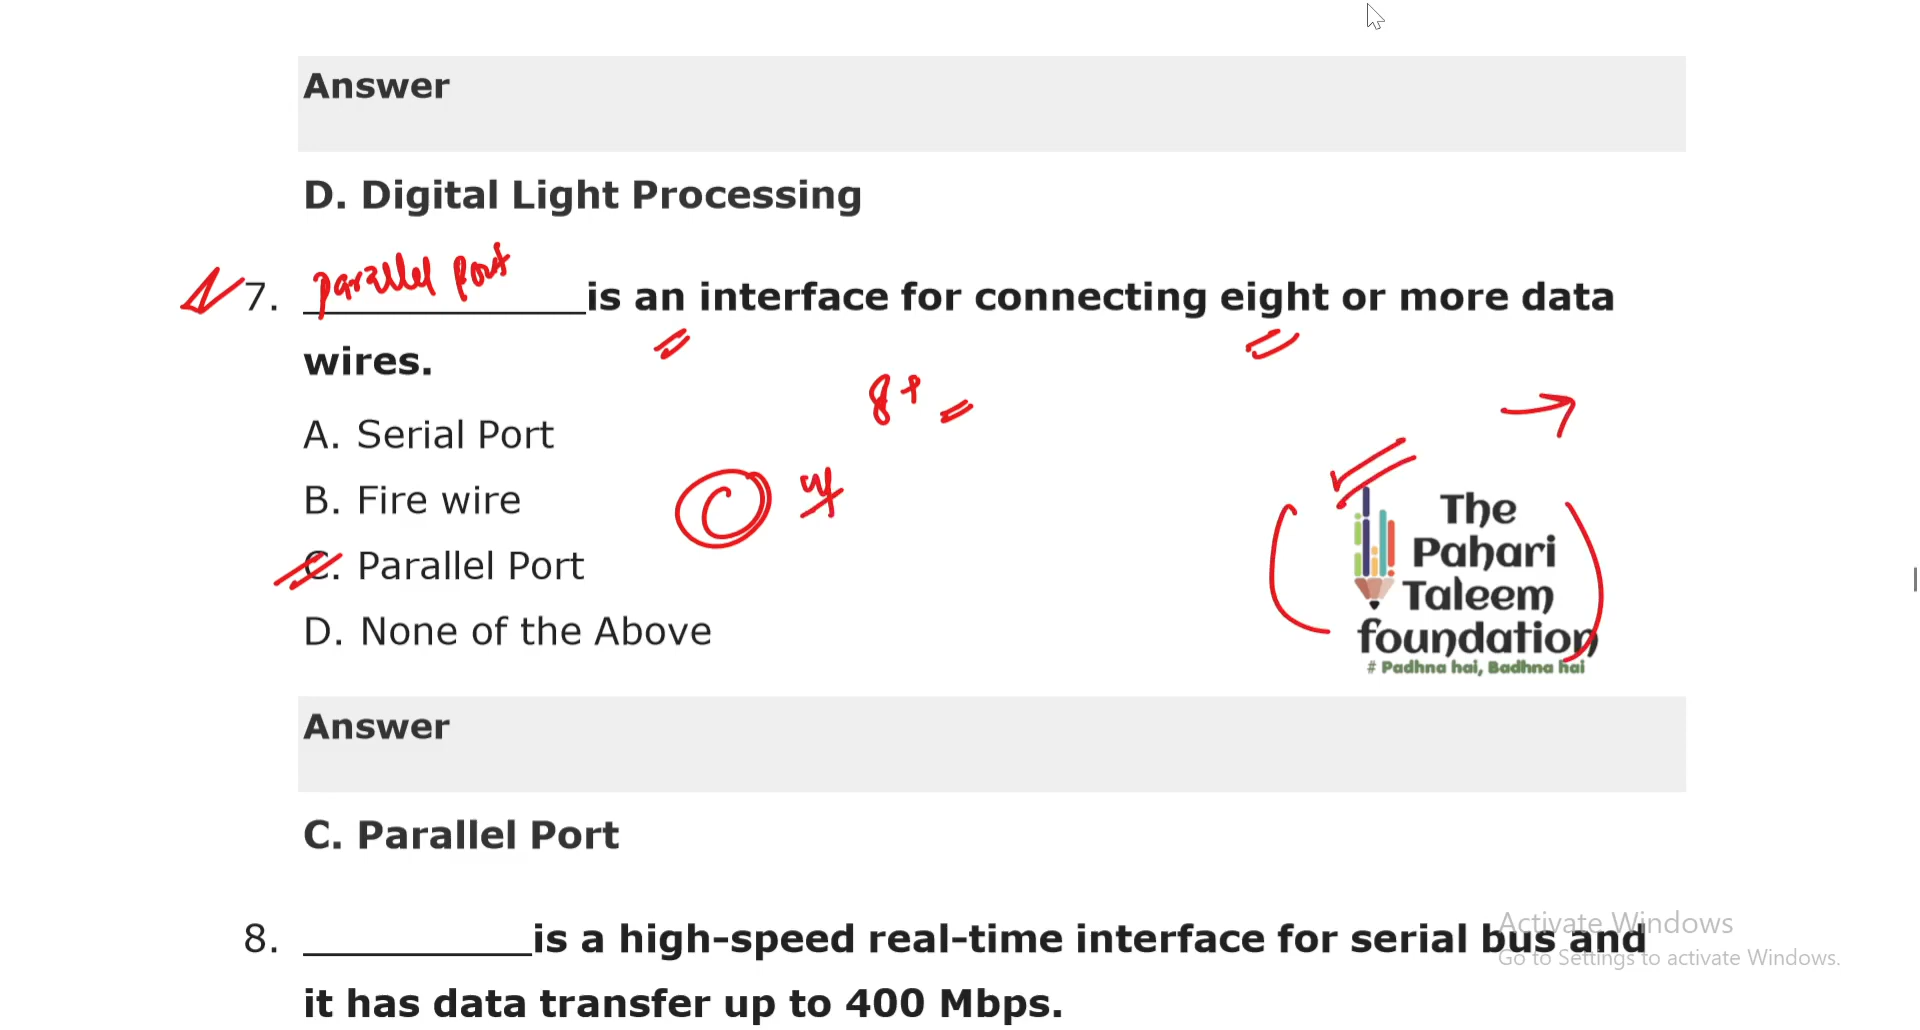 Answer
D. Digital Light Processing
parallel port
7. ______________is an interface for connecting eight or more data
wires.
8+
A. Serial Port
B. Fire wire
C
C. Parallel Port
D. None of the Above
The
Pahari
Taleem
foundation
# Padhna hai, Badhna hai
Answer
C. Parallel Port
8. ____________is a high-speed real-time interface for serial bus and
it has data transfer up to 400 Mbps.
Activate Windows
Go to Settings to activate Windows.